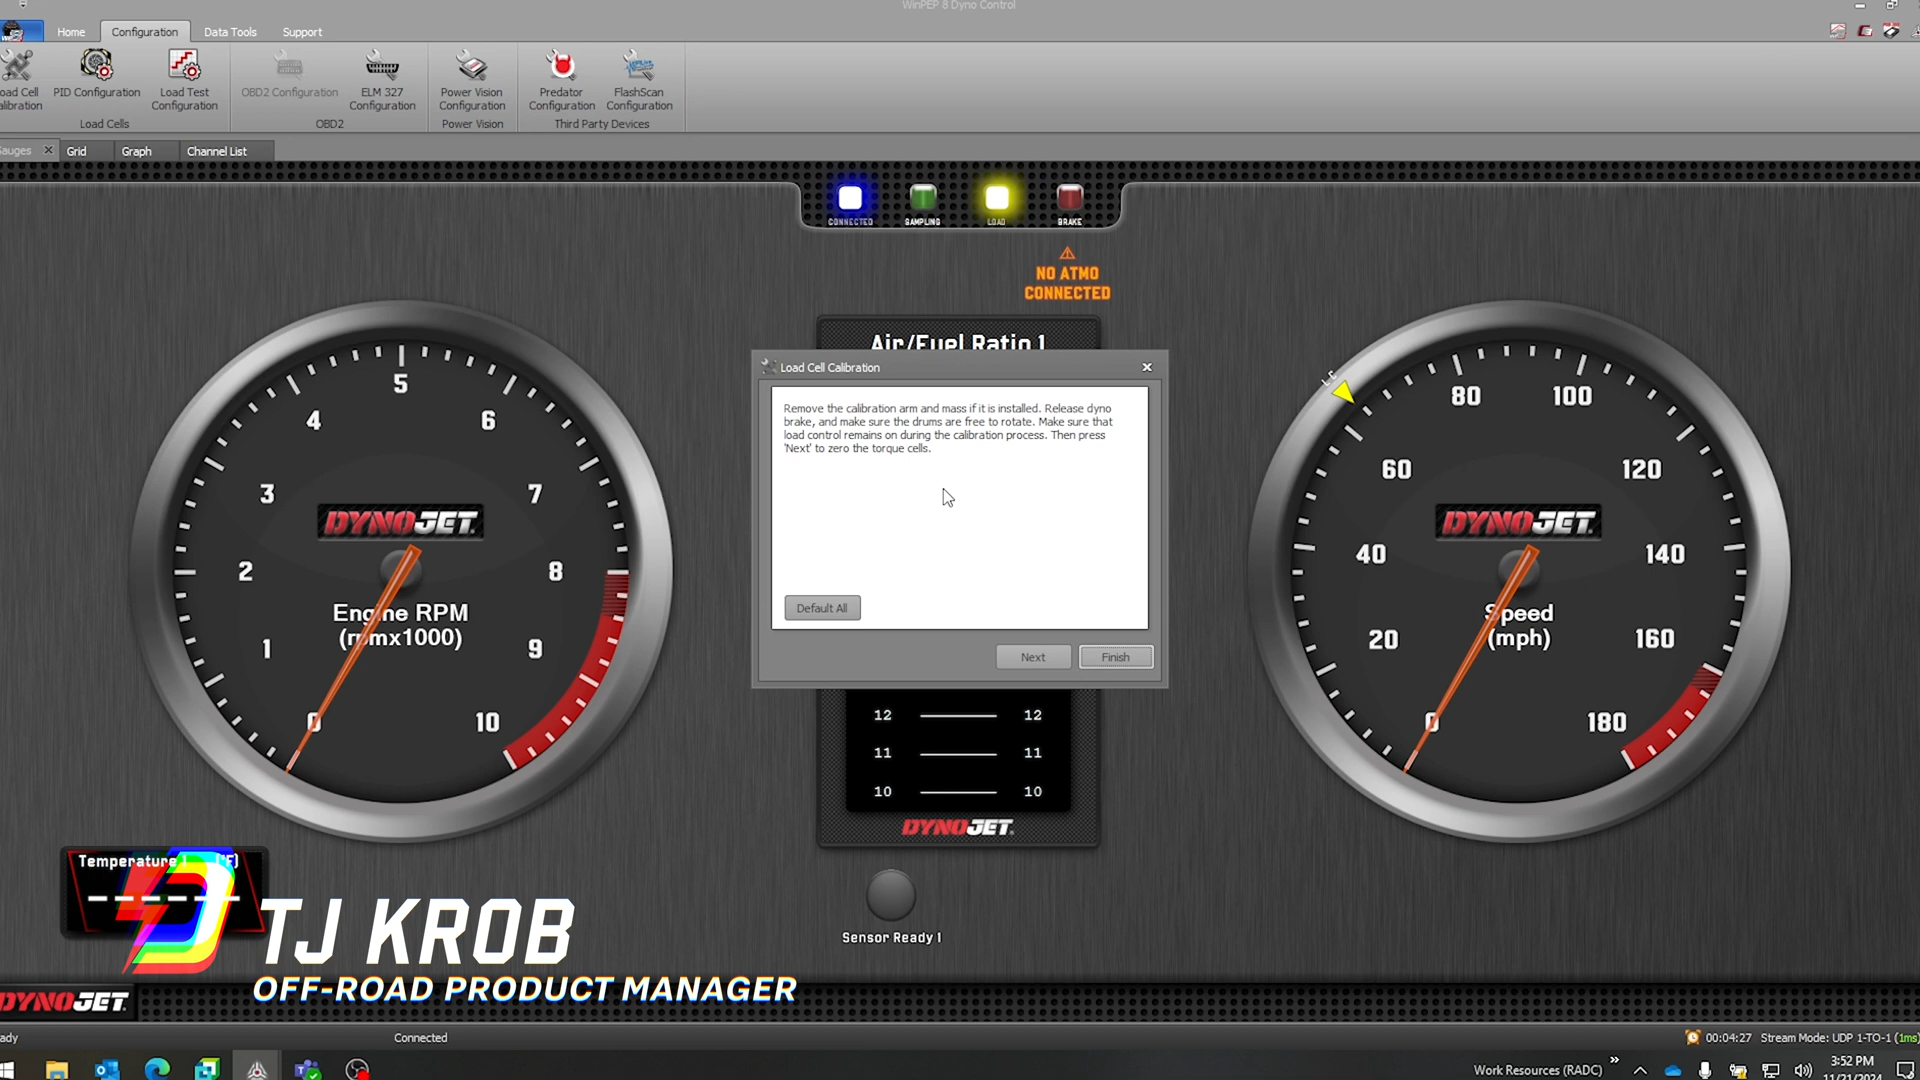 WinPEP 8 Dyno Control
Home
Configuration
Data Tools
Support
oad Cell
alibration
PID Configuration
Load Test
Configuration
OBD2 Configuration
ELM 327
Configuration
Power Vision
Configuration
Predator
Configuration
FlashScan
Configuration
Load Cells
OBD2
Power Vision
Third Party Devices
auges
Grid
Graph
Channel List
CONNECTED
SAMPLING
LOAD
BRAKE
NO ATMO
CONNECTED
Air/Fuel Ratio 1
Load Cell Calibration
Remove the calibration arm and mass if it is installed. Release dyno
brake, and make sure the drums are free to rotate. Make sure that
load control remains on during the calibration process. Then press
'Next' to zero the torque cells.
Default All
Next
Finish
0
1
2
3
4
5
6
7
8
9
10
DYNOJET.
Engine RPM
(rpmx1000)
12 12
11 11
10 10
DYNOJET.
Sensor Ready 1
0
20
40
60
80
100
120
140
160
180
DYNOJET.
Speed
(mph)
Temperature 1 (°F)
TJ KROB
OFF-ROAD PRODUCT MANAGER
DYNOJET.
ady
Connected
00:04:27
Stream Mode: UDP 1-TO-1 (1ms
Work Resources (RADC)
3:52 PM
11/21/2024